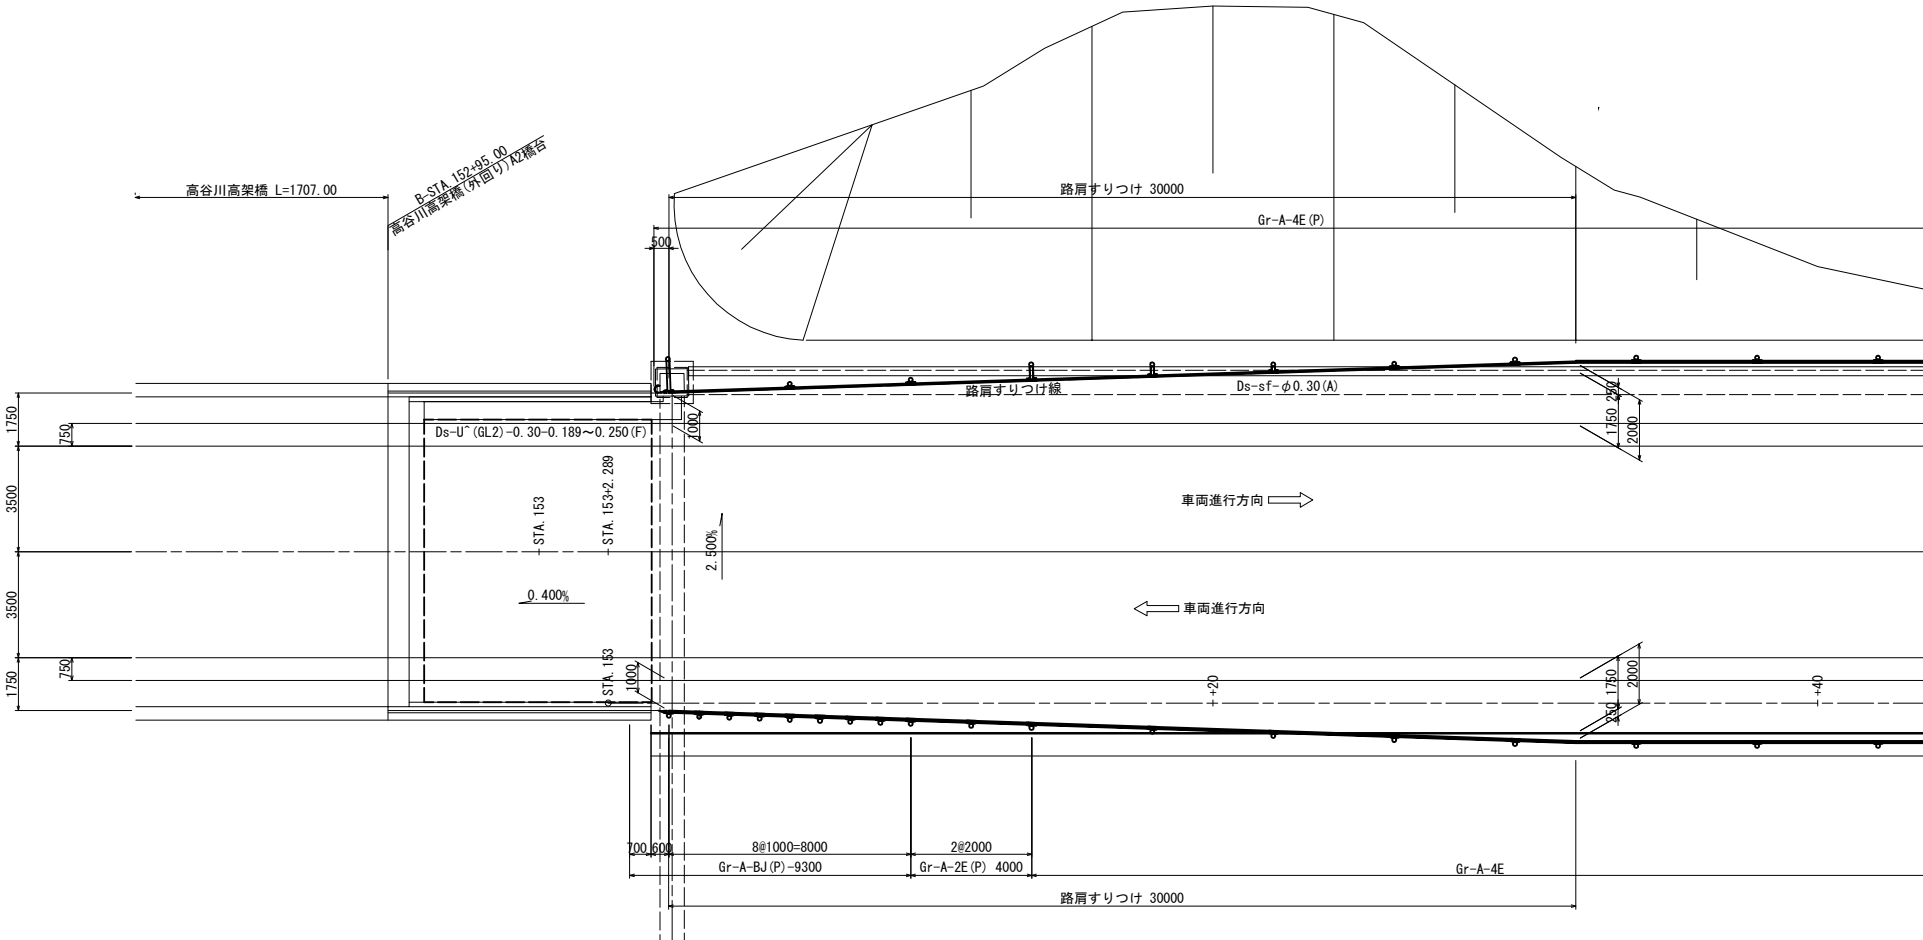 B-STA.152+95.00
高谷川高架橋(外回り)A2橋台
高谷川高架橋 L=1707.00
路肩すりつけ 30000
Gr-A-4E(P)
500
路肩すりつけ線
Ds-sf-φ0.30(A)
250
1750
2000
1750
750
Ds-U^(GL2)-0.30-0.189～0.250(F)
1000
3500
STA.153
STA.153+2.289
2.500%
車両進行方向
3500
0.400%
車両進行方向
1750
750
STA.153
1000
+20
1750
2000
250
+40
700
600
8@1000=8000
2@2000
Gr-A-BJ(P)-9300
Gr-A-2E(P) 4000
Gr-A-4E
路肩すりつけ 30000